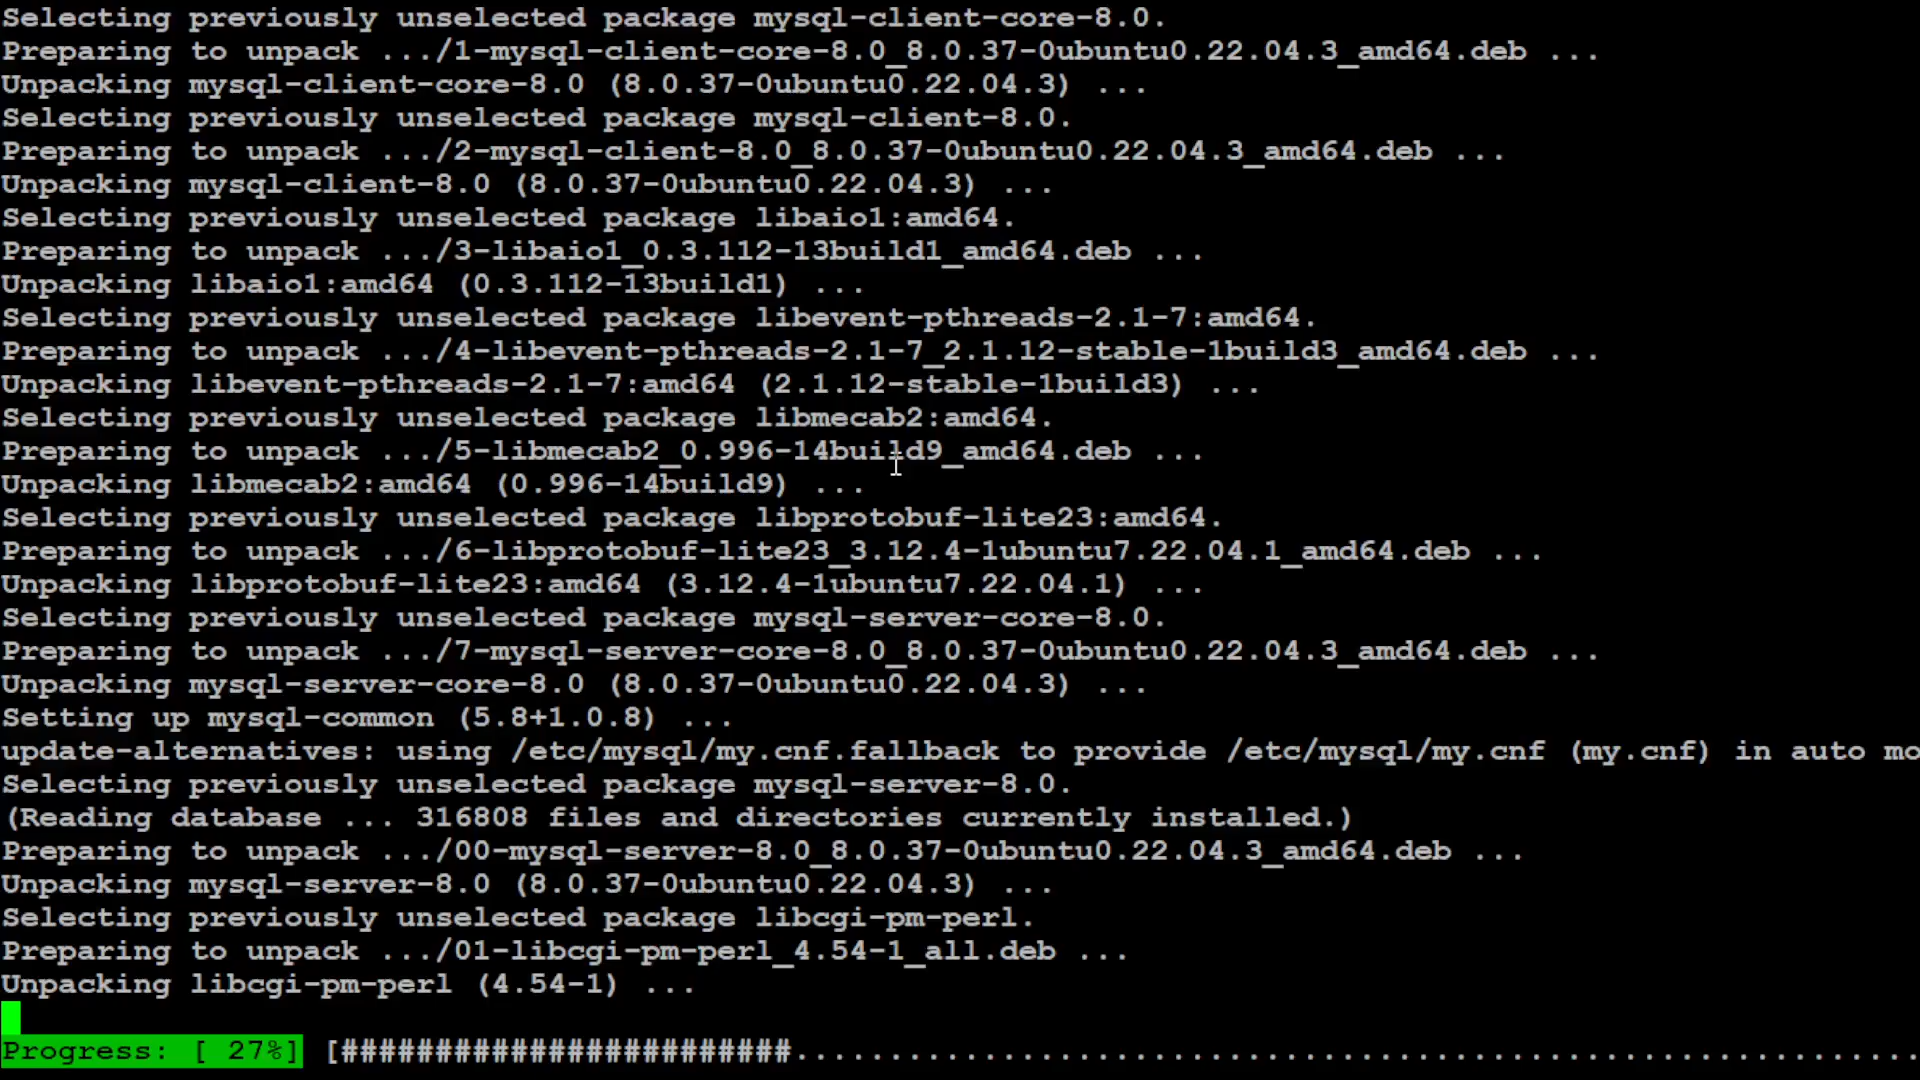 Selecting previously unselected package mysql-client-core-8.0.
Preparing to unpack .../1-mysql-client-core-8.0_8.0.37-0ubuntu0.22.04.3_amd64.deb ...
Unpacking mysql-client-core-8.0 (8.0.37-0ubuntu0.22.04.3) ...
Selecting previously unselected package mysql-client-8.0.
Preparing to unpack .../2-mysql-client-8.0_8.0.37-0ubuntu0.22.04.3_amd64.deb ...
Unpacking mysql-client-8.0 (8.0.37-0ubuntu0.22.04.3) ...
Selecting previously unselected package libaio1:amd64.
Preparing to unpack .../3-libaio1_0.3.112-13build1_amd64.deb ...
Unpacking libaio1:amd64 (0.3.112-13build1) ...
Selecting previously unselected package libevent-pthreads-2.1-7:amd64.
Preparing to unpack .../4-libevent-pthreads-2.1-7_2.1.12-stable-1build3_amd64.deb ...
Unpacking libevent-pthreads-2.1-7:amd64 (2.1.12-stable-1build3) ...
Selecting previously unselected package libmecab2:amd64.
Preparing to unpack .../5-libmecab2_0.996-14build9_amd64.deb ...
Unpacking libmecab2:amd64 (0.996-14build9) ...
Selecting previously unselected package libprotobuf-lite23:amd64.
Preparing to unpack .../6-libprotobuf-lite23_3.12.4-1ubuntu7.22.04.1_amd64.deb ...
Unpacking libprotobuf-lite23:amd64 (3.12.4-1ubuntu7.22.04.1) ...
Selecting previously unselected package mysql-server-core-8.0.
Preparing to unpack .../7-mysql-server-core-8.0_8.0.37-0ubuntu0.22.04.3_amd64.deb ...
Unpacking mysql-server-core-8.0 (8.0.37-0ubuntu0.22.04.3) ...
Setting up mysql-common (5.8+1.0.8) ...
update-alternatives: using /etc/mysql/my.cnf.fallback to provide /etc/mysql/my.cnf (my.cnf) in auto mo
Selecting previously unselected package mysql-server-8.0.
(Reading database ... 316808 files and directories currently installed.)
Preparing to unpack .../00-mysql-server-8.0_8.0.37-0ubuntu0.22.04.3_amd64.deb ...
Unpacking mysql-server-8.0 (8.0.37-0ubuntu0.22.04.3) ...
Selecting previously unselected package libcgi-pm-perl.
Preparing to unpack .../01-libcgi-pm-perl_4.54-1_all.deb ...
Unpacking libcgi-pm-perl (4.54-1) ...
Progress: [ 27%] [########################............................................................